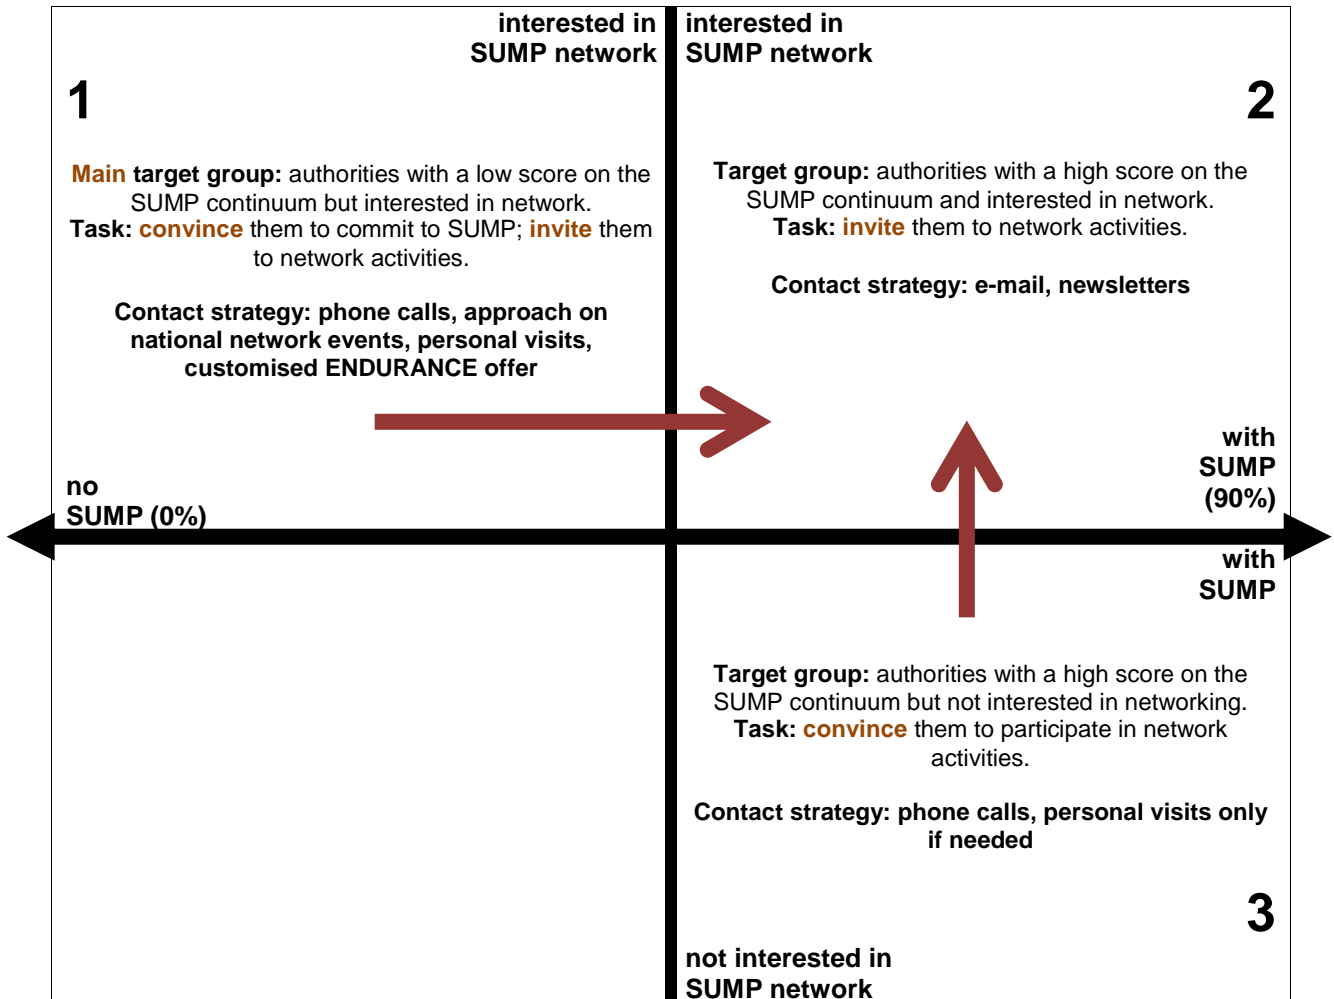 interested in
SUMP network
1
Main target group: authorities with a low score on the
SUMP continuum but interested in network.
Task: convince them to commit to SUMP; invite them
to network activities.
Contact strategy: phone calls, approach on
national network events, personal visits,
customised ENDURANCE offer
no
SUMP (0%)
interested in
SUMP network
2
Target group: authorities with a high score on the
SUMP continuum and interested in network.
Task: invite them to network activities.
Contact strategy: e-mail, newsletters
with
SUMP
(90%)
with
SUMP
Target group: authorities with a high score on the
SUMP continuum but not interested in networking.
Task: convince them to participate in network
activities.
Contact strategy: phone calls, personal visits only
if needed
3
not interested in
SUMP network